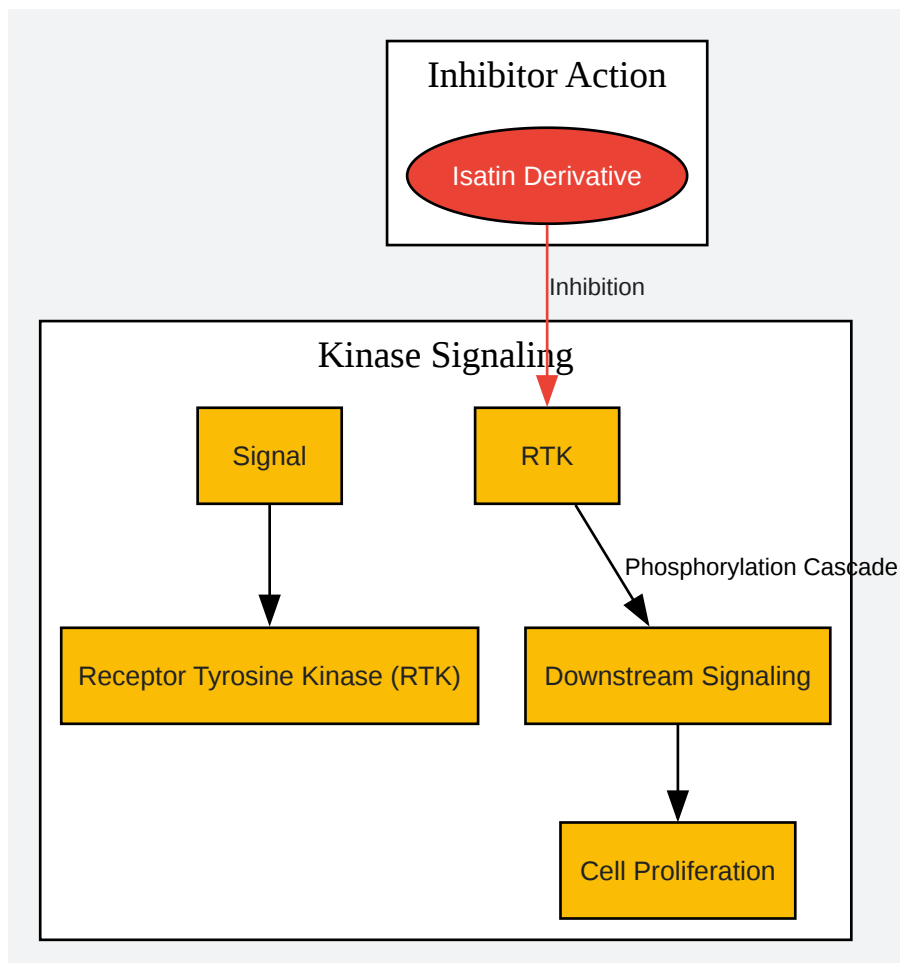 Inhibitor Action
Isatin Derivative
Inhibition
Kinase Signaling
Signal
RTK
Phosphorylation Cascade
Receptor Tyrosine Kinase (RTK)
Downstream Signaling
Cell Proliferation